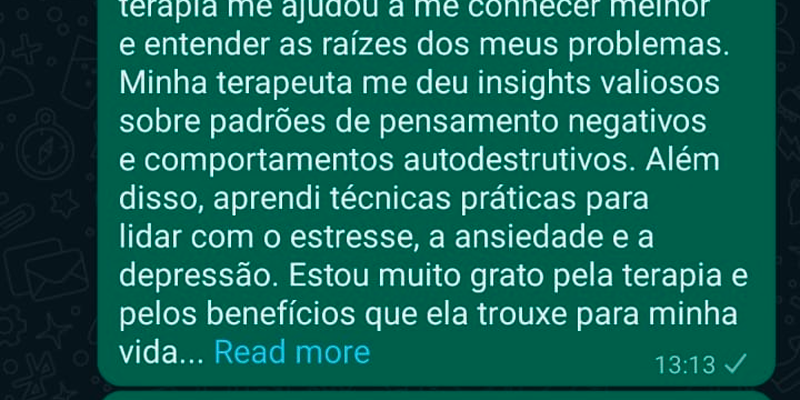 terapia me ajudou a me conhecer melhor
e entender as raízes dos meus problemas.
Minha terapeuta me deu insights valiosos
sobre padrões de pensamento negativos
e comportamentos autodestrutivos. Além
disso, aprendi técnicas práticas para
lidar com o estresse, a ansiedade e a
depressão. Estou muito grato pela terapia e
pelos benefícios que ela trouxe para minha
vida... Read more
13:13